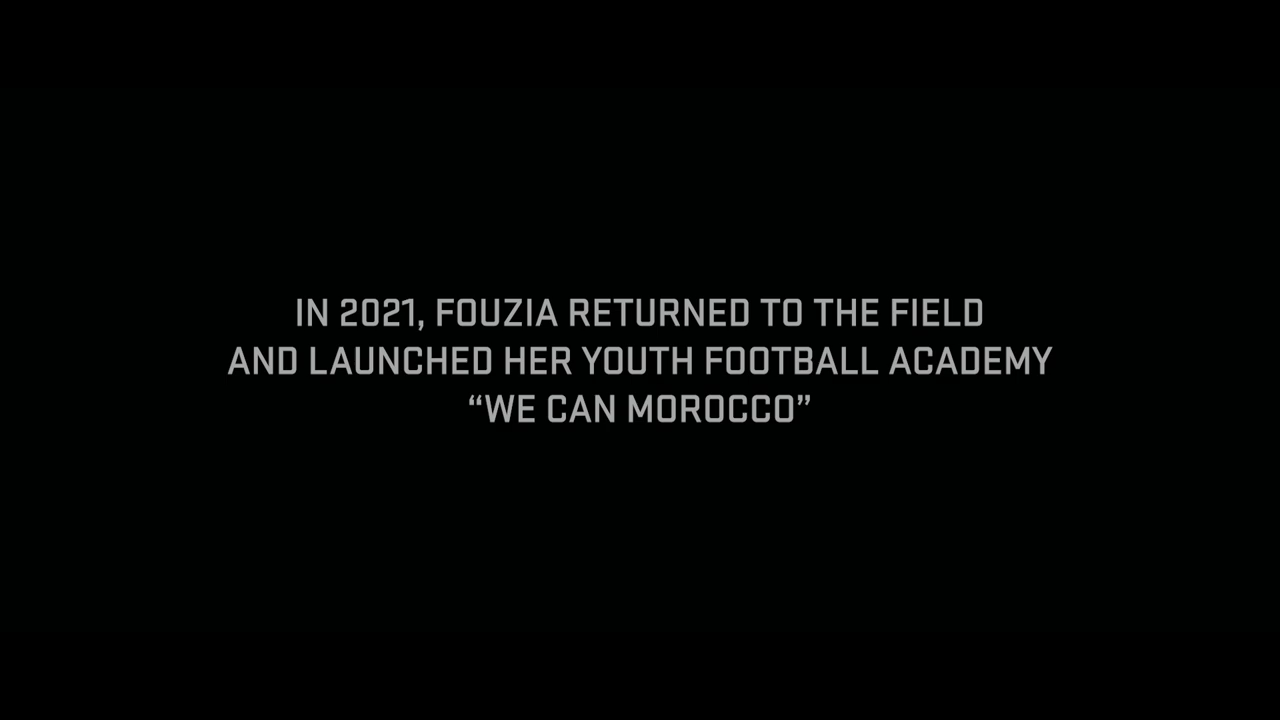 IN 2021, FOUZIA RETURNED TO THE FIELD
AND LAUNCHED HER YOUTH FOOTBALL ACADEMY
“WE CAN MOROCCO”